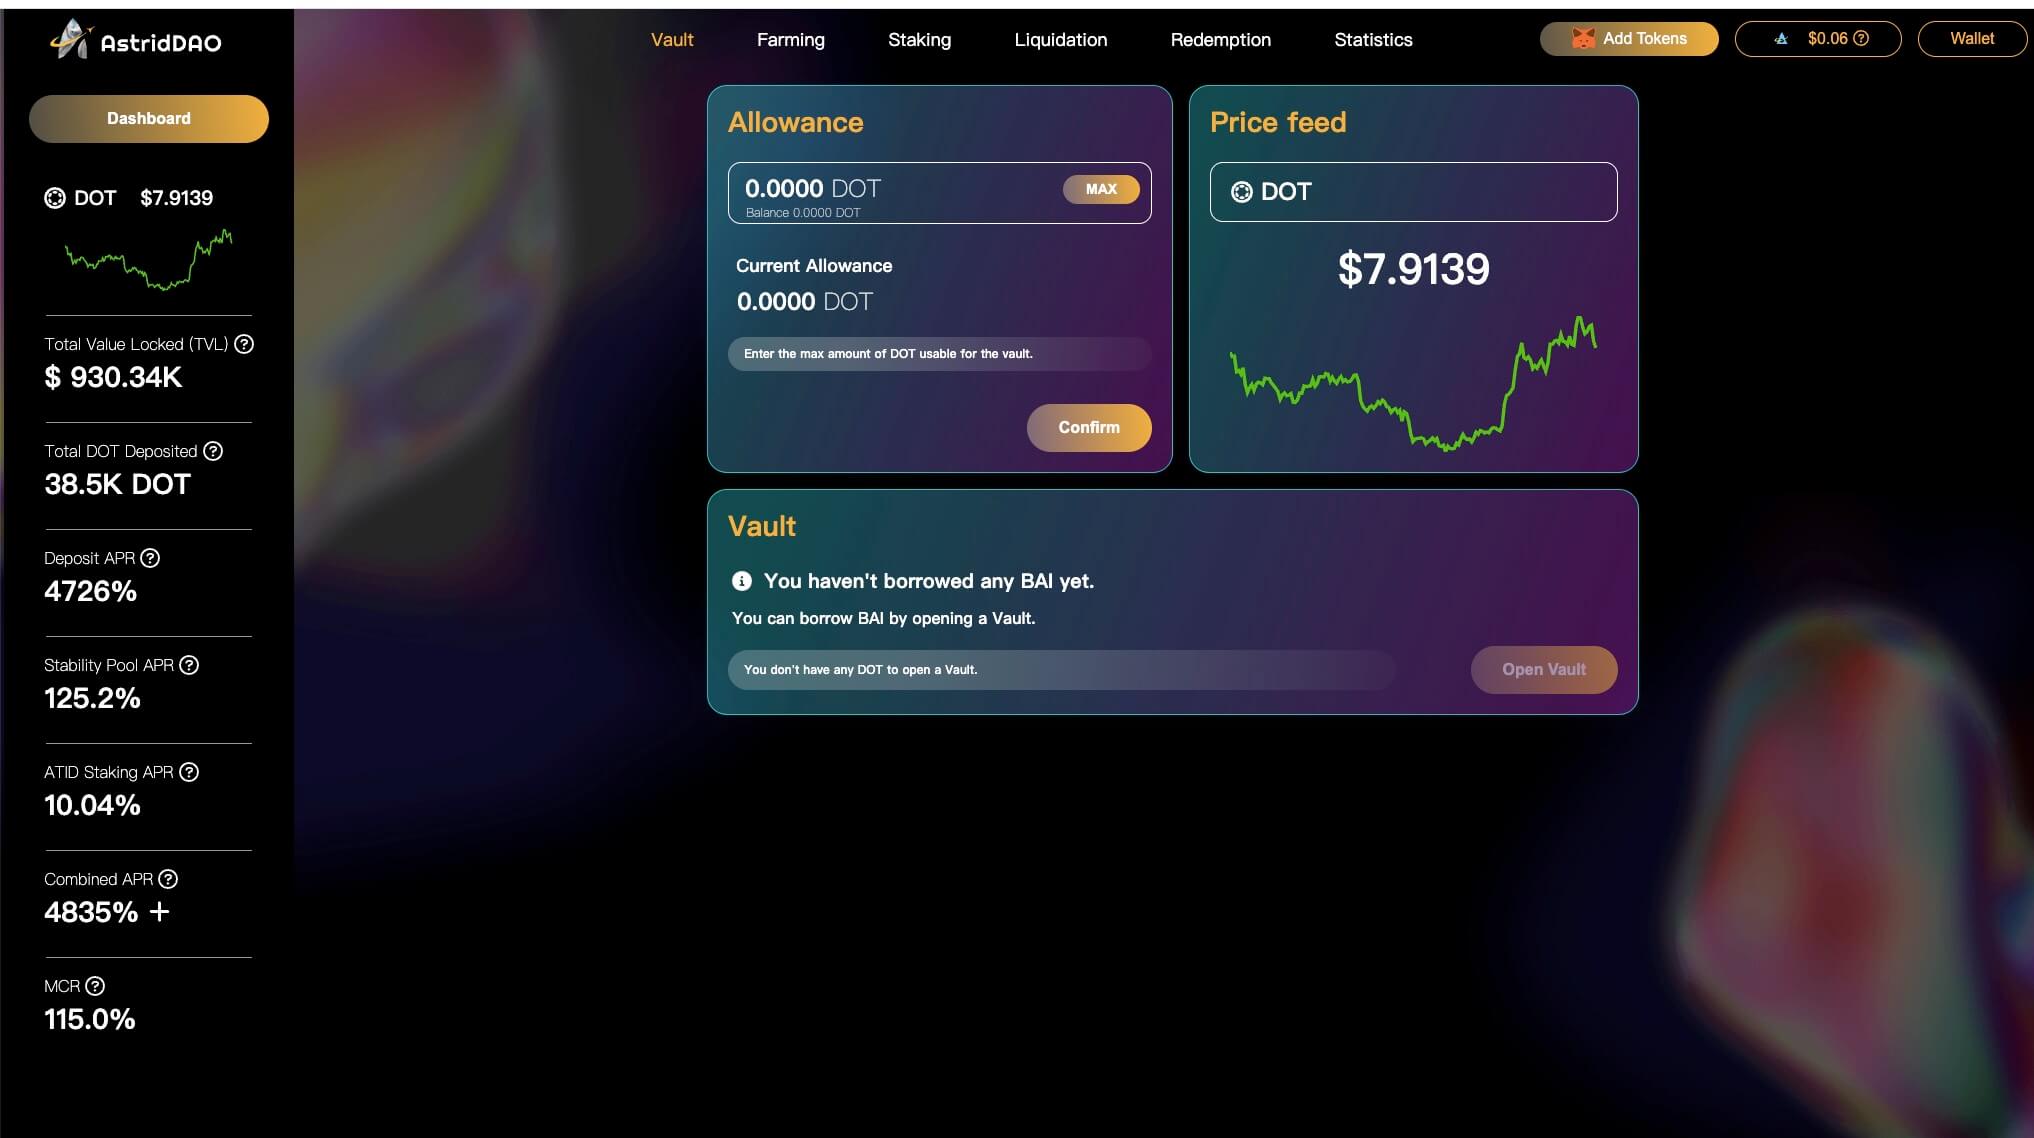 AstridDAO
Vault
Farming
Staking
Liquidation
Redemption
Statistics
Add Tokens
$0.06
Wallet
Dashboard
DOT $7.9139
Total Value Locked (TVL)
$ 930.34K
Total DOT Deposited
38.5K DOT
Deposit APR
4726%
Stability Pool APR
125.2%
ATID Staking APR
10.04%
Combined APR
4835% +
MCR
115.0%
Allowance
0.0000 DOT
MAX
Balance 0.0000 DOT
Current Allowance
0.0000 DOT
Enter the max amount of DOT usable for the vault.
Confirm
Price feed
DOT
$7.9139
Vault
You haven't borrowed any BAI yet.
You can borrow BAI by opening a Vault.
You don't have any DOT to open a Vault.
Open Vault